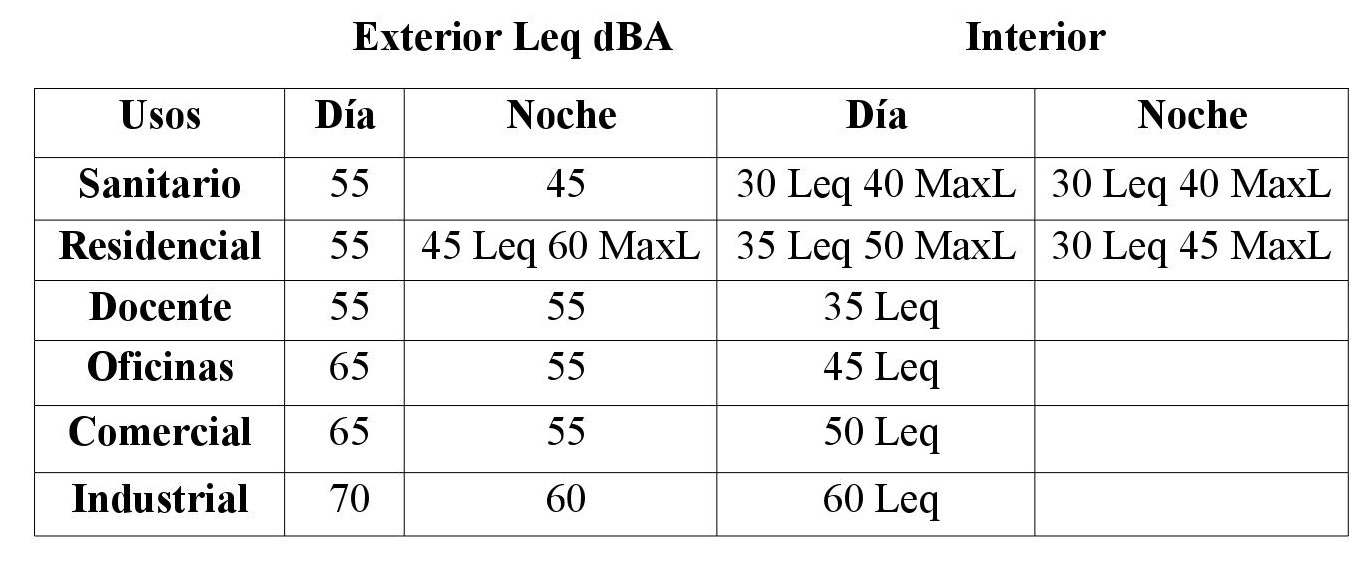 Exterior Leq dBA Interior
Usos Día Noche Día Noche
Sanitario 55 45 30 Leq 40 MaxL 30 Leq 40 MaxL
Residencial 55 45 Leq 60 MaxL 35 Leq 50 MaxL 30 Leq 45 MaxL
Docente 55 55 35 Leq
Oficinas 65 55 45 Leq
Comercial 65 55 50 Leq
Industrial 70 60 60 Leq